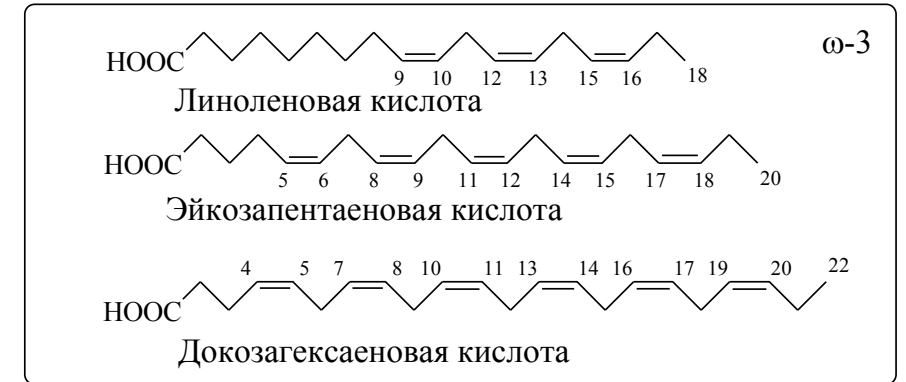 ω-3
HOOC
9 10 12 13 15 16 18
Линоленовая кислота
HOOC
5 6 8 9 11 12 14 15 17 18 20
Эйкозапентаеновая кислота
4 5 7 8 10 11 13 14 16 17 19 20 22
HOOC
Докозагексаеновая кислота